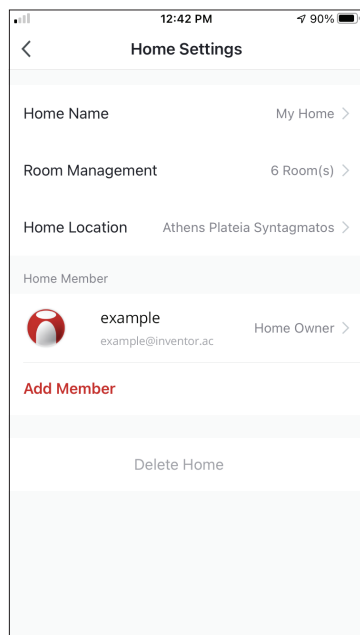 12:42 PM 90%
Home Settings
Home Name My Home
Room Management 6 Room(s)
Home Location Athens Plateia Syntagmatos
Home Member
example
example@inventor.ac Home Owner
Add Member
Delete Home